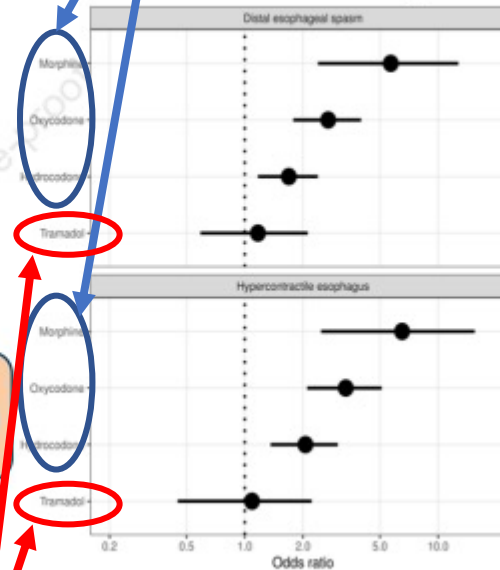 Distal esophageal spasm
Morphine
Oxycodone
Hydrocodone
Tramadol
Hypercontractile esophagus
Morphine
Oxycodone
Hydrocodone
Tramadol
0.2 0.5 1.0 2.0 5.0 10.0
Odds ratio